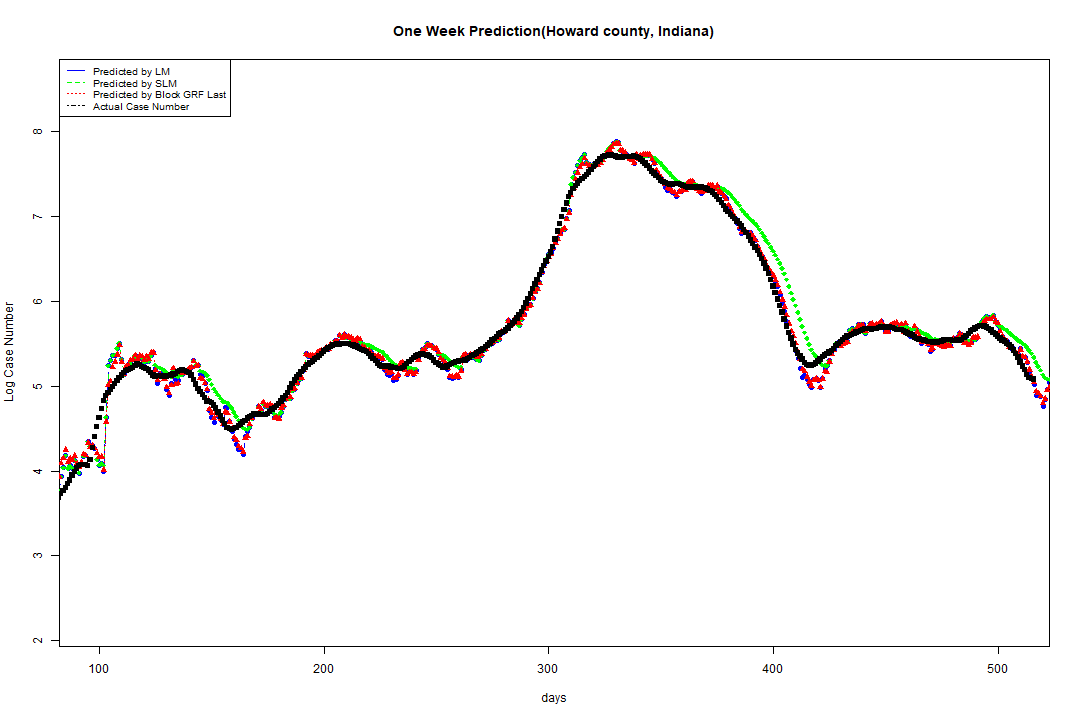 One Week Prediction(Howard county, Indiana)
Predicted by LM
Predicted by SLM
Predicted by Block GRF Last
Actual Case Number
8
7
6
5
4
3
2
Log Case Number
100 200 300 400 500
days